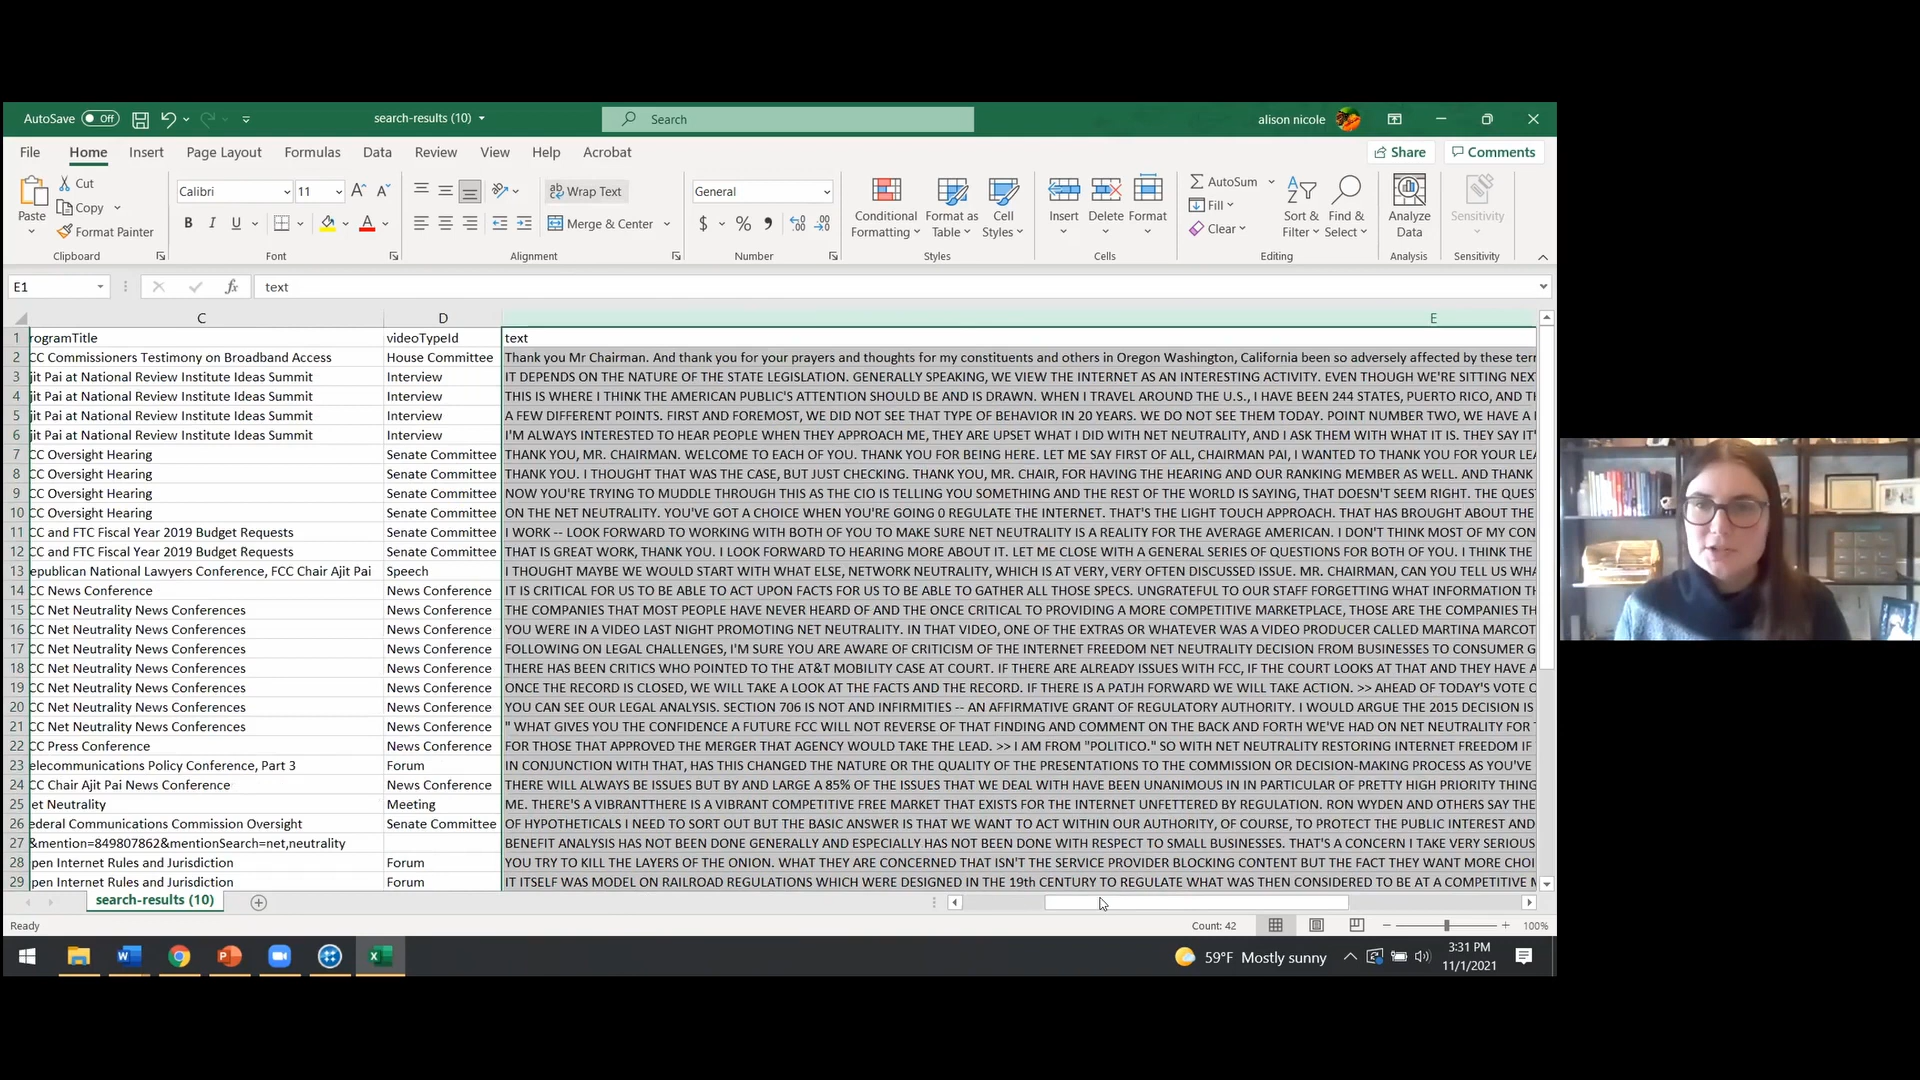 AutoSave Off search-results (10) Search alison nicole
File Home Insert Page Layout Formulas Data Review View Help Acrobat Share Comments
Paste Cut Copy Format Painter Clipboard
Calibri 11 A A B I U A Font
ab Wrap Text Merge & Center Alignment
General $ % Number
Conditional Formatting Format as Table Cell Styles Styles
Insert Delete Format Cells
AutoSum Fill Clear Sort & Filter Find & Select Editing
Analyze Data Analysis
Sensitivity Sensitivity
E1 fx text
C D E
1 rogramTitle videoTypeId text
2 CC Commissioners Testimony on Broadband Access House Committee Thank you Mr Chairman. And thank you for your prayers and thoughts for my constituents and others in Oregon Washington, California been so adversely affected by these terr
3 jit Pai at National Review Institute Ideas Summit Interview IT DEPENDS ON THE NATURE OF THE STATE LEGISLATION. GENERALLY SPEAKING, WE VIEW THE INTERNET AS AN INTERESTING ACTIVITY. EVEN THOUGH WE'RE SITTING NEX
4 jit Pai at National Review Institute Ideas Summit Interview THIS IS WHERE I THINK THE AMERICAN PUBLIC'S ATTENTION SHOULD BE AND IS DRAWN. WHEN I TRAVEL AROUND THE U.S., I HAVE BEEN 244 STATES, PUERTO RICO, AND TH
5 jit Pai at National Review Institute Ideas Summit Interview A FEW DIFFERENT POINTS. FIRST AND FOREMOST, WE DID NOT SEE THAT TYPE OF BEHAVIOR IN 20 YEARS. WE DO NOT SEE THEM TODAY. POINT NUMBER TWO, WE HAVE A
6 jit Pai at National Review Institute Ideas Summit Interview I'M ALWAYS INTERESTED TO HEAR PEOPLE WHEN THEY APPROACH ME, THEY ARE UPSET WHAT I DID WITH NET NEUTRALITY, AND I ASK THEM WITH WHAT IT IS. THEY SAY IT'
7 CC Oversight Hearing Senate Committee THANK YOU, MR. CHAIRMAN. WELCOME TO EACH OF YOU. THANK YOU FOR BEING HERE. LET ME SAY FIRST OF ALL, CHAIRMAN PAI, I WANTED TO THANK YOU FOR YOUR LEA
8 CC Oversight Hearing Senate Committee THANK YOU. I THOUGHT THAT WAS THE CASE, BUT JUST CHECKING. THANK YOU, MR. CHAIR, FOR HAVING THE HEARING AND OUR RANKING MEMBER AS WELL. AND THANK
9 CC Oversight Hearing Senate Committee NOW YOU'RE TRYING TO MUDDLE THROUGH THIS AS THE CIO IS TELLING YOU SOMETHING AND THE REST OF THE WORLD IS SAYING, THAT DOESN'T SEEM RIGHT. THE QUES
10 CC Oversight Hearing Senate Committee ON THE NET NEUTRALITY. YOU'VE GOT A CHOICE WHEN YOU'RE GOING 0 REGULATE THE INTERNET. THAT'S THE LIGHT TOUCH APPROACH. THAT HAS BROUGHT ABOUT THE
11 CC and FTC Fiscal Year 2019 Budget Requests Senate Committee I WORK -- LOOK FORWARD TO WORKING WITH BOTH OF YOU TO MAKE SURE NET NEUTRALITY IS A REALITY FOR THE AVERAGE AMERICAN. I DON'T THINK MOST OF MY CON
12 CC and FTC Fiscal Year 2019 Budget Requests Senate Committee THAT IS GREAT WORK, THANK YOU. I LOOK FORWARD TO HEARING MORE ABOUT IT. LET ME CLOSE WITH A GENERAL SERIES OF QUESTIONS FOR BOTH OF YOU. I THINK THE
13 epublican National Lawyers Conference, FCC Chair Ajit Pai Speech I THOUGHT MAYBE WE WOULD START WITH WHAT ELSE, NETWORK NEUTRALITY, WHICH IS AT VERY, VERY OFTEN DISCUSSED ISSUE. MR. CHAIRMAN, CAN YOU TELL US WHA
14 CC News Conference News Conference IT IS CRITICAL FOR US TO BE ABLE TO ACT UPON FACTS FOR US TO BE ABLE TO GATHER ALL THOSE SPECS. UNGRATEFUL TO OUR STAFF FORGETTING WHAT INFORMATION TH
15 CC Net Neutrality News Conferences News Conference THE COMPANIES THAT MOST PEOPLE HAVE NEVER HEARD OF AND THE ONCE CRITICAL TO PROVIDING A MORE COMPETITIVE MARKETPLACE, THOSE ARE THE COMPANIES TH
16 CC Net Neutrality News Conferences News Conference YOU WERE IN A VIDEO LAST NIGHT PROMOTING NET NEUTRALITY. IN THAT VIDEO, ONE OF THE EXTRAS OR WHATEVER WAS A VIDEO PRODUCER CALLED MARTINA MARCOT
17 CC Net Neutrality News Conferences News Conference FOLLOWING ON LEGAL CHALLENGES, I'M SURE YOU ARE AWARE OF CRITICISM OF THE INTERNET FREEDOM NET NEUTRALITY DECISION FROM BUSINESSES TO CONSUMER G
18 CC Net Neutrality News Conferences News Conference THERE HAS BEEN CRITICS WHO POINTED TO THE AT&T MOBILITY CASE AT COURT. IF THERE ARE ALREADY ISSUES WITH FCC, IF THE COURT LOOKS AT THAT AND THEY HAVE A
19 CC Net Neutrality News Conferences News Conference ONCE THE RECORD IS CLOSED, WE WILL TAKE A LOOK AT THE FACTS AND THE RECORD. IF THERE IS A PATJH FORWARD WE WILL TAKE ACTION. >> AHEAD OF TODAY'S VOTE O
20 CC Net Neutrality News Conferences News Conference YOU CAN SEE OUR LEGAL ANALYSIS. SECTION 706 IS NOT AND INFIRMITIES -- AN AFFIRMATIVE GRANT OF REGULATORY AUTHORITY. I WOULD ARGUE THE 2015 DECISION IS
21 CC Net Neutrality News Conferences News Conference " WHAT GIVES YOU THE CONFIDENCE A FUTURE FCC WILL NOT REVERSE OF THAT FINDING AND COMMENT ON THE BACK AND FORTH WE'VE HAD ON NET NEUTRALITY FOR
22 CC Press Conference News Conference FOR THOSE THAT APPROVED THE MERGER THAT AGENCY WOULD TAKE THE LEAD. >> I AM FROM "POLITICO." SO WITH NET NEUTRALITY RESTORING INTERNET FREEDOM IF
23 elecommunications Policy Conference, Part 3 Forum IN CONJUNCTION WITH THAT, HAS THIS CHANGED THE NATURE OR THE QUALITY OF THE PRESENTATIONS TO THE COMMISSION OR DECISION-MAKING PROCESS AS YOU'VE
24 CC Chair Ajit Pai News Conference News Conference THERE WILL ALWAYS BE ISSUES BUT BY AND LARGE A 85% OF THE ISSUES THAT WE DEAL WITH HAVE BEEN UNANIMOUS IN IN PARTICULAR OF PRETTY HIGH PRIORITY THING
25 et Neutrality Meeting ME. THERE'S A VIBRANTTHERE IS A VIBRANT COMPETITIVE FREE MARKET THAT EXISTS FOR THE INTERNET UNFETTERED BY REGULATION. RON WYDEN AND OTHERS SAY THE
26 ederal Communications Commission Oversight Senate Committee OF HYPOTHETICALS I NEED TO SORT OUT BUT THE BASIC ANSWER IS THAT WE WANT TO ACT WITHIN OUR AUTHORITY, OF COURSE, TO PROTECT THE PUBLIC INTEREST AND
27 &mention=849807862&mentionSearch=net,neutrality BENEFIT ANALYSIS HAS NOT BEEN DONE GENERALLY AND ESPECIALLY HAS NOT BEEN DONE WITH RESPECT TO SMALL BUSINESSES. THAT'S A CONCERN I TAKE VERY SERIOUS
28 pen Internet Rules and Jurisdiction Forum YOU TRY TO KILL THE LAYERS OF THE ONION. WHAT THEY ARE CONCERNED THAT ISN'T THE SERVICE PROVIDER BLOCKING CONTENT BUT THE FACT THEY WANT MORE CHOI
29 pen Internet Rules and Jurisdiction Forum IT ITSELF WAS MODEL ON RAILROAD REGULATIONS WHICH WERE DESIGNED IN THE 19th CENTURY TO REGULATE WHAT WAS THEN CONSIDERED TO BE AT A COMPETITIVE M
search-results (10)
Ready Count: 42 100%
59°F Mostly sunny 3:31 PM
11/1/2021